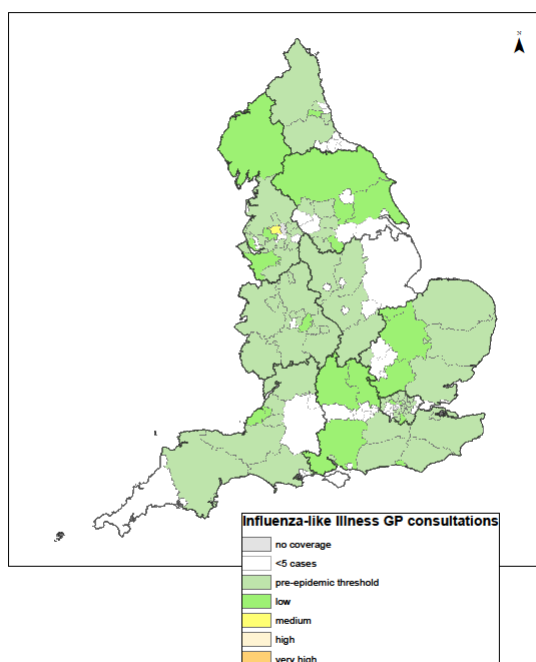 N
Influenza-like Illness GP consultations
no coverage
<5 cases
pre-epidemic threshold
low
medium
high
very high